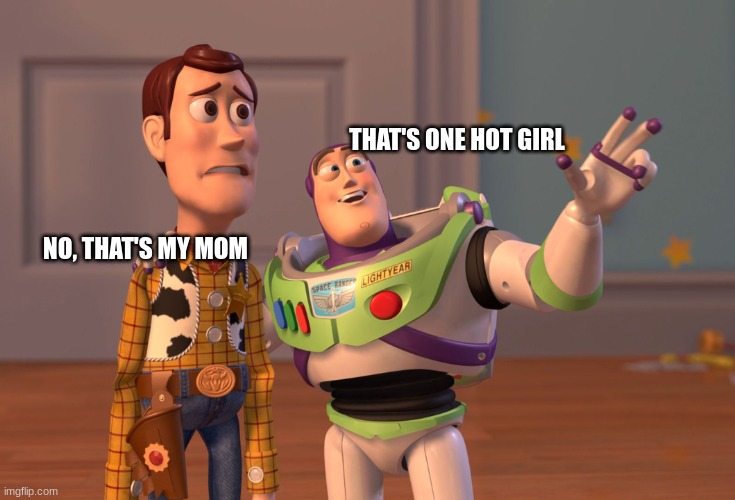 THAT'S ONE HOT GIRL
NO, THAT'S MY MOM
SPACE RANGER
LIGHTYEAR
imgflip.com